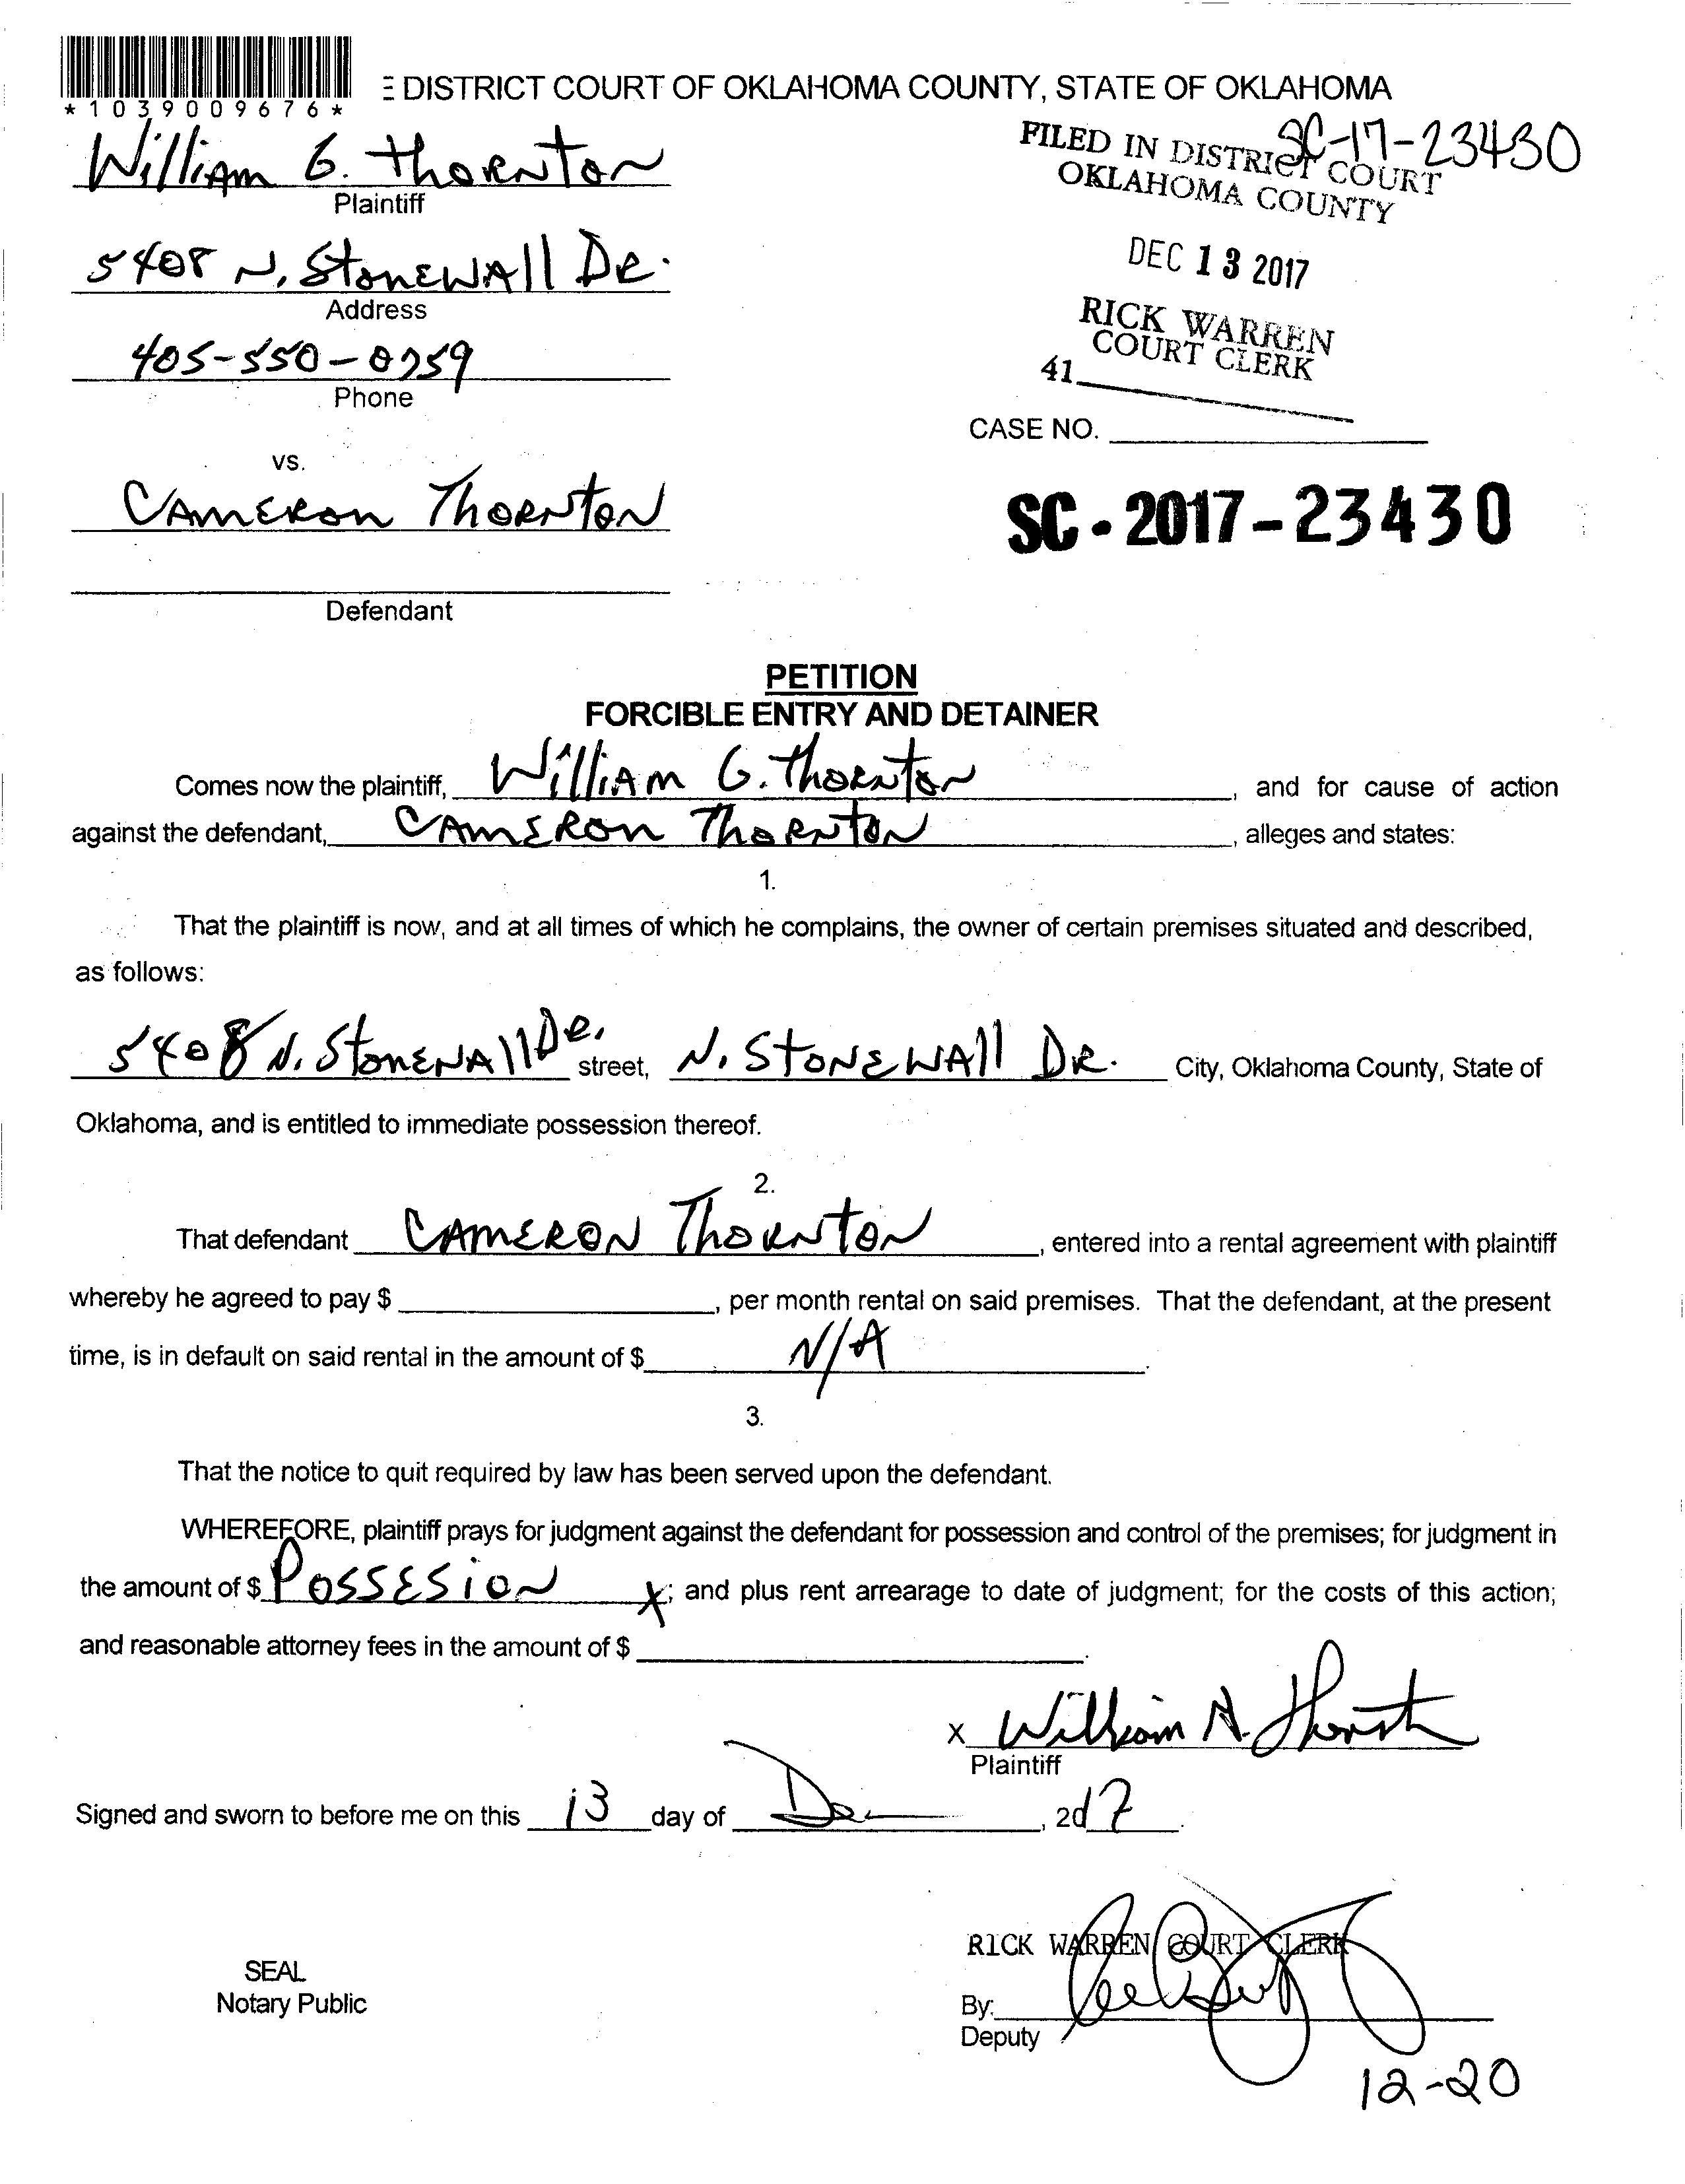 *1039009676*
DISTRICT COURT OF OKLAHOMA COUNTY, STATE OF OKLAHOMA
SC-17-23430
William G. Thornton
Plaintiff
FILED IN DISTRICT COURT
OKLAHOMA COUNTY
5408 N. Stonewall Dr.
Address
DEC 13 2017
405-550-0759
Phone
RICK WARREN
COURT CLERK
41
CASE NO.
vs.
Cameron Thornton
SC-2017-23430
Defendant
PETITION
FORCIBLE ENTRY AND DETAINER
Comes now the plaintiff, William G. Thornton, and for cause of action
against the defendant, Cameron Thornton, alleges and states:
1.
That the plaintiff is now, and at all times of which he complains, the owner of certain premises situated and described,
as follows:
5408 N. Stonewall Dr. street, N. Stonewall Dr. City, Oklahoma County, State of
Oklahoma, and is entitled to immediate possession thereof.
2.
That defendant Cameron Thornton, entered into a rental agreement with plaintiff
whereby he agreed to pay $, per month rental on said premises. That the defendant, at the present
time, is in default on said rental in the amount of $ N/A.
3.
That the notice to quit required by law has been served upon the defendant.
WHEREFORE, plaintiff prays for judgment against the defendant for possession and control of the premises; for judgment in
the amount of $ Possesion X; and plus rent arrearage to date of judgment; for the costs of this action;
and reasonable attorney fees in the amount of $.
X William
Plaintiff
Signed and sworn to before me on this 13 day of Dec, 2017.
RICK WARREN COURT CLERK
SEAL
Notary Public
By:
Deputy
12-20